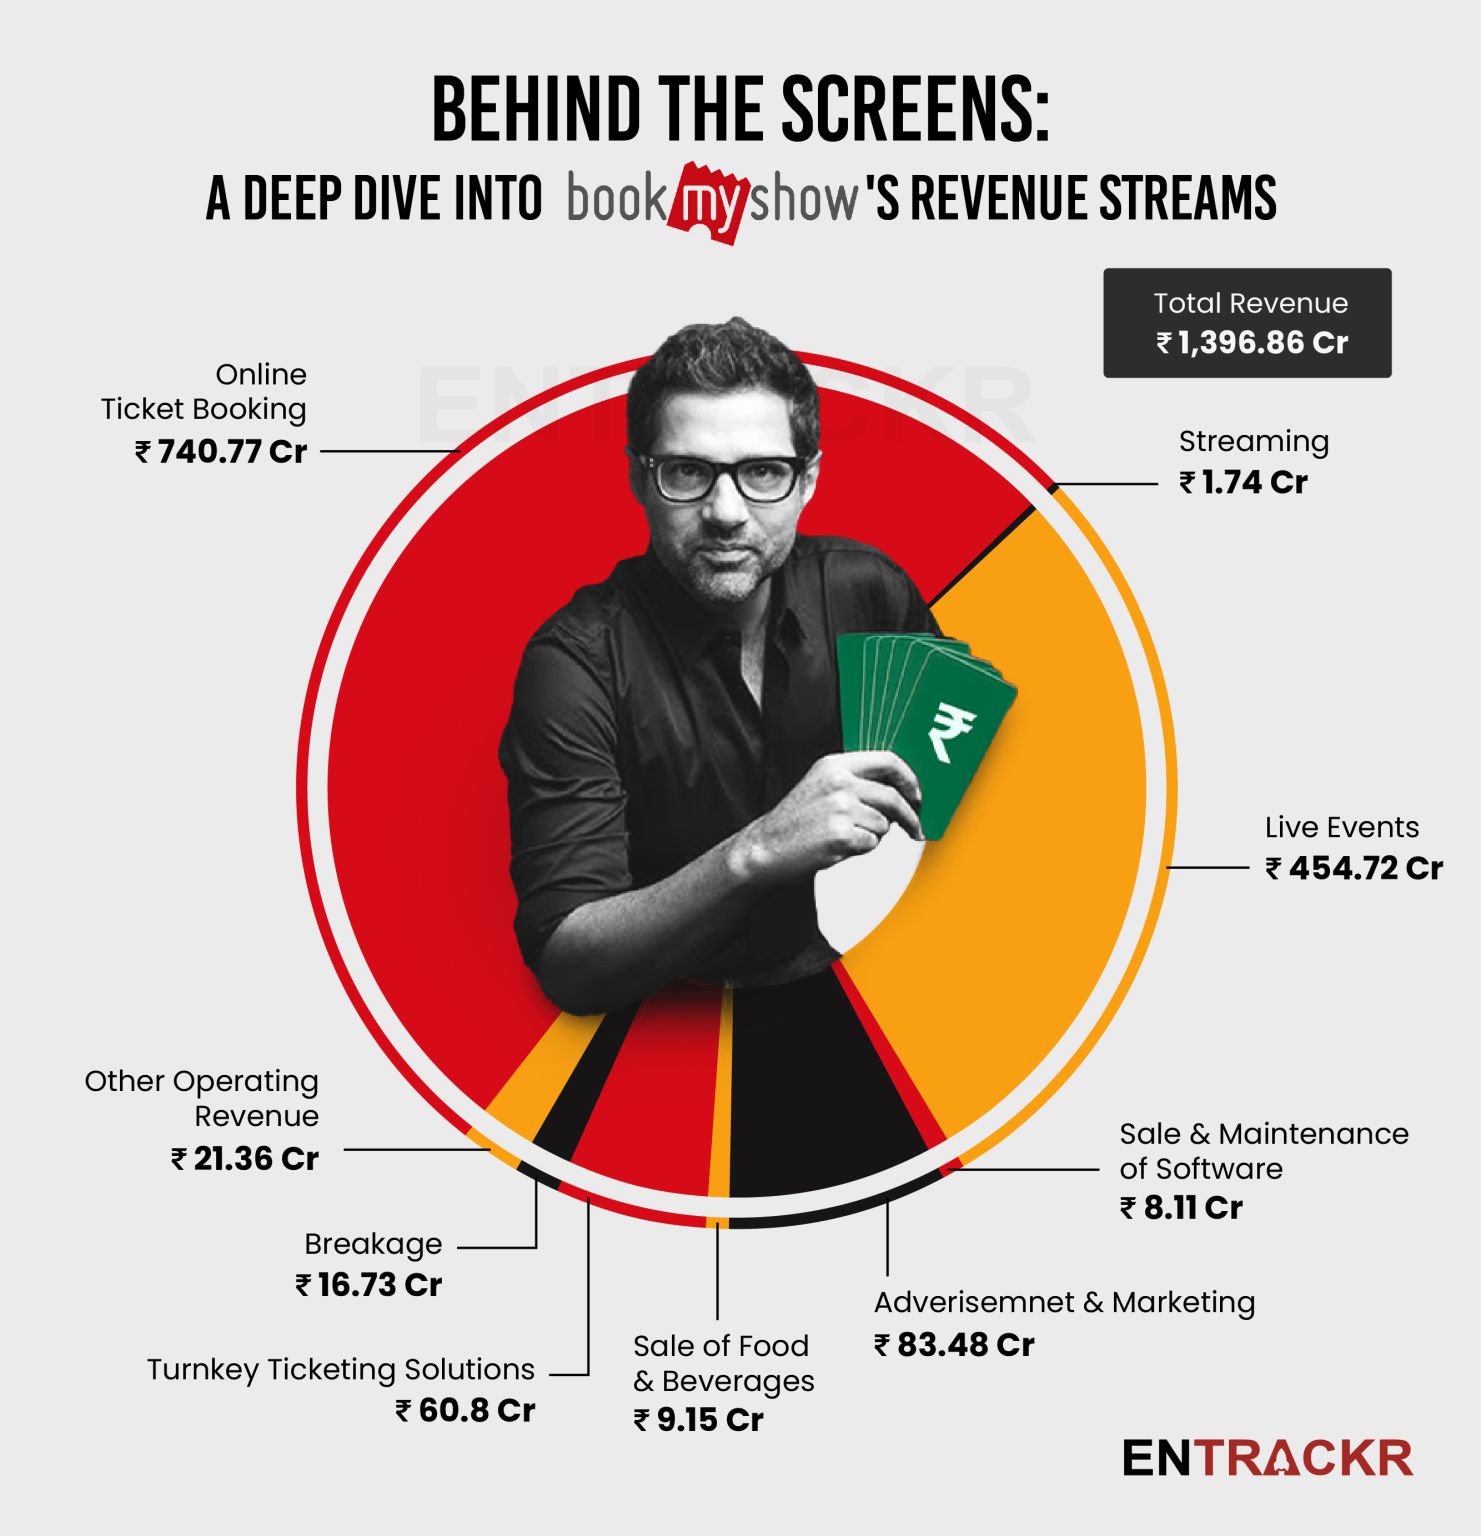 BEHIND THE SCREENS:
A DEEP DIVE INTO bookmyshow'S REVENUE STREAMS
Total Revenue
₹ 1,396.86 Cr
ENTRACKR
Online
Ticket Booking
₹ 740.77 Cr
Streaming
₹ 1.74 Cr
₹
Live Events
₹ 454.72 Cr
Other Operating
Revenue
₹ 21.36 Cr
Sale & Maintenance
of Software
₹ 8.11 Cr
Breakage
₹ 16.73 Cr
Adverisemnet & Marketing
₹ 83.48 Cr
Turnkey Ticketing Solutions
₹ 60.8 Cr
Sale of Food
& Beverages
₹ 9.15 Cr
ENTRACKR